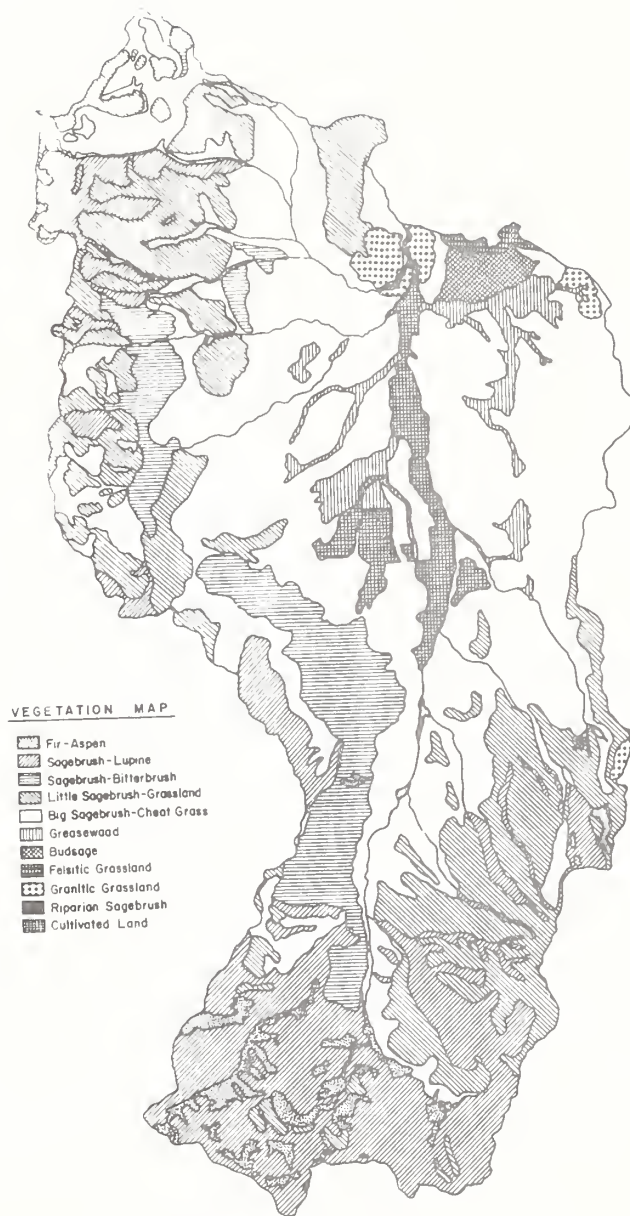 VEGETATION MAP
Fir-Aspen
Sagebrush-Lupine
Sagebrush-Bitterbrush
Little Sagebrush-Grassland
Big Sagebrush-Cheat Grass
Greasewood
Budsage
Felsitic Grassland
Granitic Grassland
Riparian Sagebrush
Cultivated Land